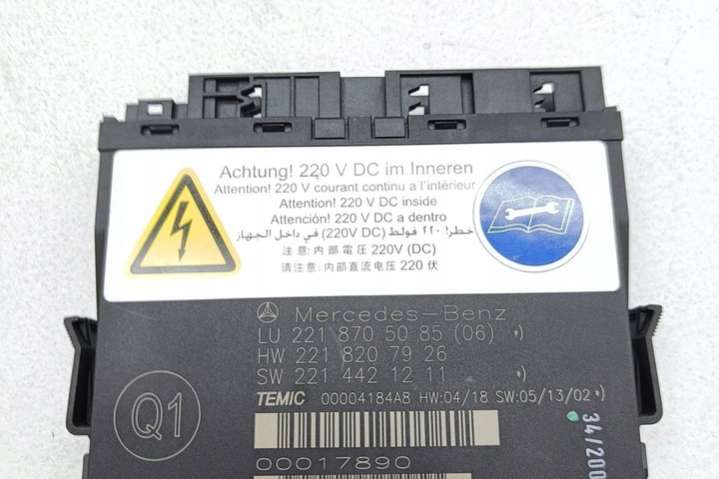 Achtung! 220 V DC im Inneren
Attention! 220 V courant continu a l'intérieur
Attention! 220 V DC inside
Atención! 220 V DC a dentro
خطر! ٢٢٠ فولط (220V DC) في داخل الجهاز
注意: 内部電圧 220V (DC)
请注意: 内部直流电压 220 伏
Mercedes-Benz
LU 221 870 50 85 (06)
HW 221 820 79 26
SW 221 442 12 11
TEMIC 00004184A8 HW:04/18 SW:05/13/02
Q1
34/200
00017890